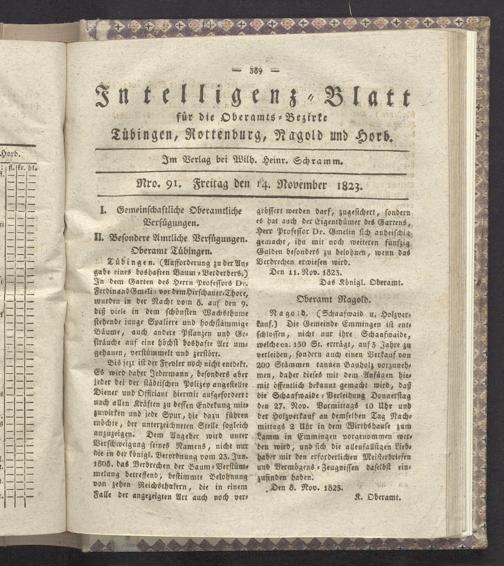 — 389 —
Intelligenz-Blatt
für die Oberamts-Bezirke
Tübingen, Rottenburg, Nagold und Horb.
Im Verlag bei Wilh. Heinr. Schramm.
Nro. 91. Freitag den 14. November 1823.
I. Gemeinschaftliche Oberamtliche
Verfügungen.
II. Besondere Amtliche Verfügungen.
Oberamt Tübingen.
Tübingen. (Aufforderung zu der An-
gabe eines boshaften Baum-Verderbers.)
In dem Garten des Herrn Professors Dr.
Ferdinand Gmelin vor dem Hirschauer-Thore,
wurden in der Nacht vom 8. auf den 9.
diß viele in dem schönsten Wachsthume
stehende junge Spaliere und hochstämmige
Bäume, auch andere Pflanzen und Ge-
sträuche auf eine höchst boshafte Art um-
gehauen, verstümmelt und zerstört.
Bis jezt ist der Frevler noch nicht entdekt.
Es wird daher Jedermann, besonders aber
jeder bei der städtischen Polizey angestellte
Diener und Offiziant hiermit aufgefordert
nach allen Kräften zu dessen Entdekung mit-
zuwirken und jede Spur, die dazu führen
möchte, der unterzeichneten Stelle sogleich
anzuzeigen. Dem Angeber wird unter
Verschweigung seines Namens, nicht nur
die in der königl. Verordnung vom 23. Jun.
1808. das Verbrechen der Baum-Verstüm-
melung betreffend, bestimmte Belohnung
von zehen Reichsthalern, die in einem
Falle der angezeigten Art auch noch ver-
grössert werden darf, zugesichert, sondern
es hat auch der Eigenthümer des Gartens,
Herr Professor Dr. Gmelin sich anheischig
gemacht, ihn mit noch weiteren fünfzig
Gulden besonders zu belohnen, wenn das
Verbrechen erwiesen wird.
Den 11. Nov. 1823.
Das Königl. Oberamt.
Oberamt Nagold.
Nagold. (Schaafwaid u. Holzver-
kauf.) Die Gemeinde Emmingen ist ent-
schlossen, nicht nur ihre Schaafwaide,
welche ca. 150 St. erträgt, auf 3 Jahre zu
verleihen, sondern auch einen Verkauf von
200 Stämmen tannen Bauholz vorzuneh-
men, daher dieses mit dem Anfügen hie-
mit öffentlich bekannt gemacht wird, daß
die Schaafwaide-Verleihung Donnerstag
den 27. Nov. Vormittags 10 Uhr und
der Holzverkauf an demselben Tag Nach-
mittags 2 Uhr in dem Wirthshause zum
Lamm in Emmingen vorgenommen wer-
den wird, und sich die allenfallsigen Lieb-
haber mit den erforderlichen Meisterbriefen
und Vermögens-Zeugnissen daselbst ein-
zufinden haben.
Den 8. Nov. 1823.
K. Oberamt.